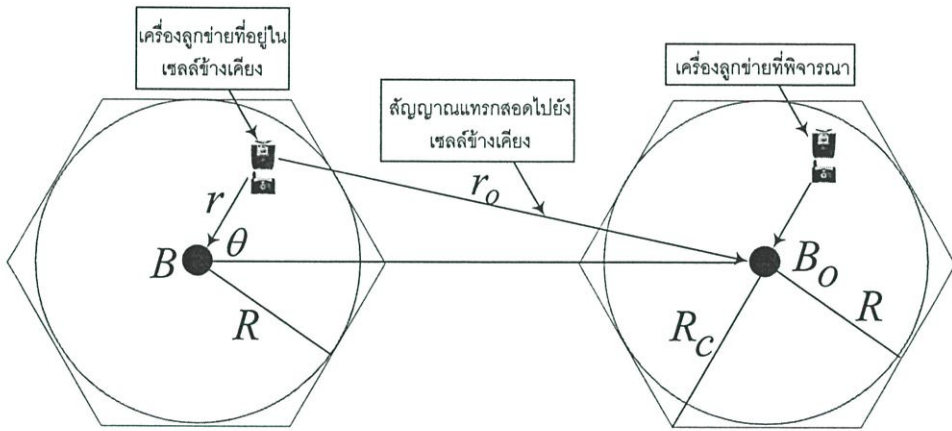 เครื่องลูกข่ายที่อยู่ใน
เซลล์ข้างเคียง
เครื่องลูกข่ายที่พิจารณา
สัญญาณแทรกสอดไปยัง
เซลล์ข้างเคียง
r
r_o
B
θ
B_O
R
R_C
R